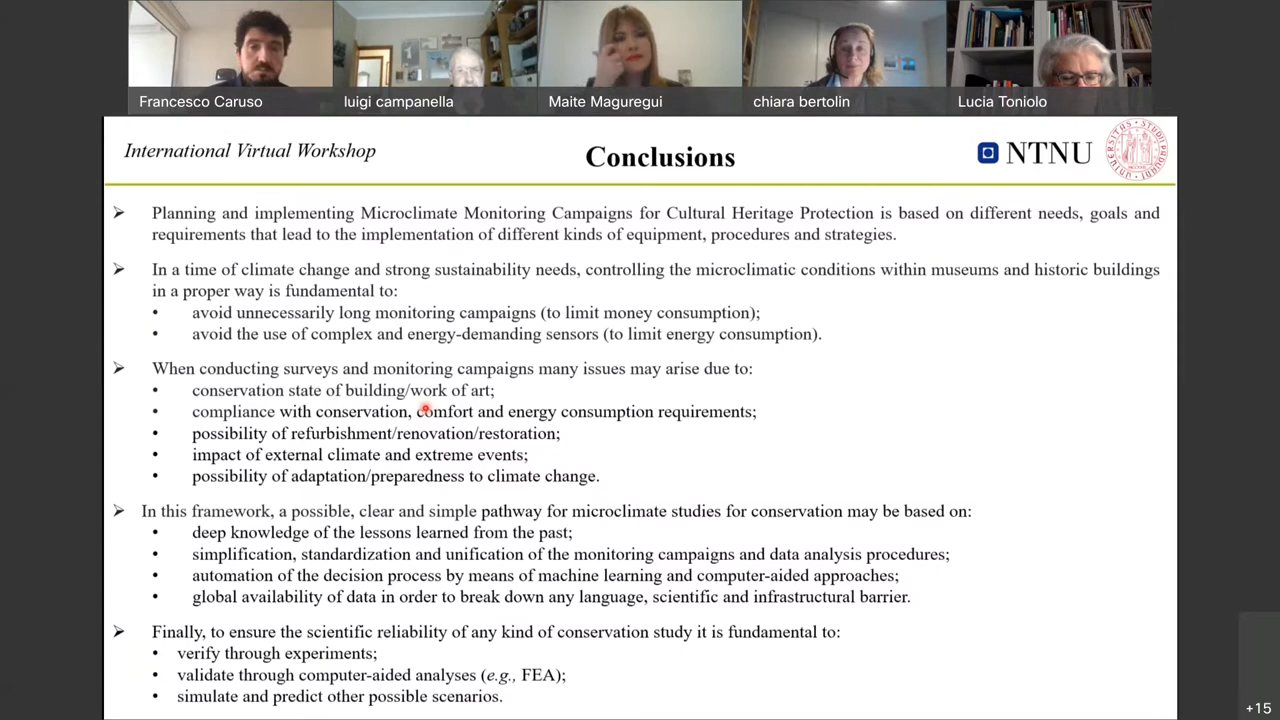 Francesco Caruso
luigi campanella
Maite Maguregui
chiara bertolin
Lucia Toniolo
International Virtual Workshop
Conclusions
NTNU
➢ Planning and implementing Microclimate Monitoring Campaigns for Cultural Heritage Protection is based on different needs, goals and
requirements that lead to the implementation of different kinds of equipment, procedures and strategies.
➢ In a time of climate change and strong sustainability needs, controlling the microclimatic conditions within museums and historic buildings
in a proper way is fundamental to:
• avoid unnecessarily long monitoring campaigns (to limit money consumption);
• avoid the use of complex and energy-demanding sensors (to limit energy consumption).
➢ When conducting surveys and monitoring campaigns many issues may arise due to:
• conservation state of building/work of art;
• compliance with conservation, comfort and energy consumption requirements;
• possibility of refurbishment/renovation/restoration;
• impact of external climate and extreme events;
• possibility of adaptation/preparedness to climate change.
➢ In this framework, a possible, clear and simple pathway for microclimate studies for conservation may be based on:
• deep knowledge of the lessons learned from the past;
• simplification, standardization and unification of the monitoring campaigns and data analysis procedures;
• automation of the decision process by means of machine learning and computer-aided approaches;
• global availability of data in order to break down any language, scientific and infrastructural barrier.
➢ Finally, to ensure the scientific reliability of any kind of conservation study it is fundamental to:
• verify through experiments;
• validate through computer-aided analyses (e.g., FEA);
• simulate and predict other possible scenarios.
+15